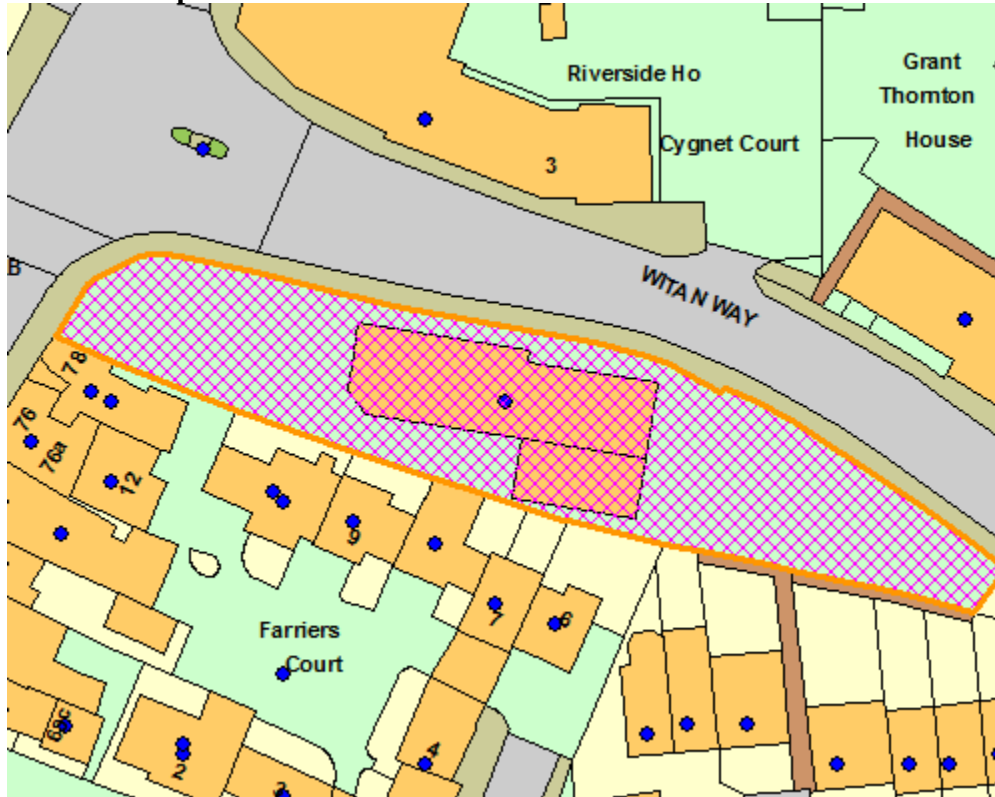 Riverside Ho
Grant
Thornton
House
Cygnet Court
3
B
WITAN WAY
78
76
76a
12
9
7
6
Farriers
Court
6ac
2
4